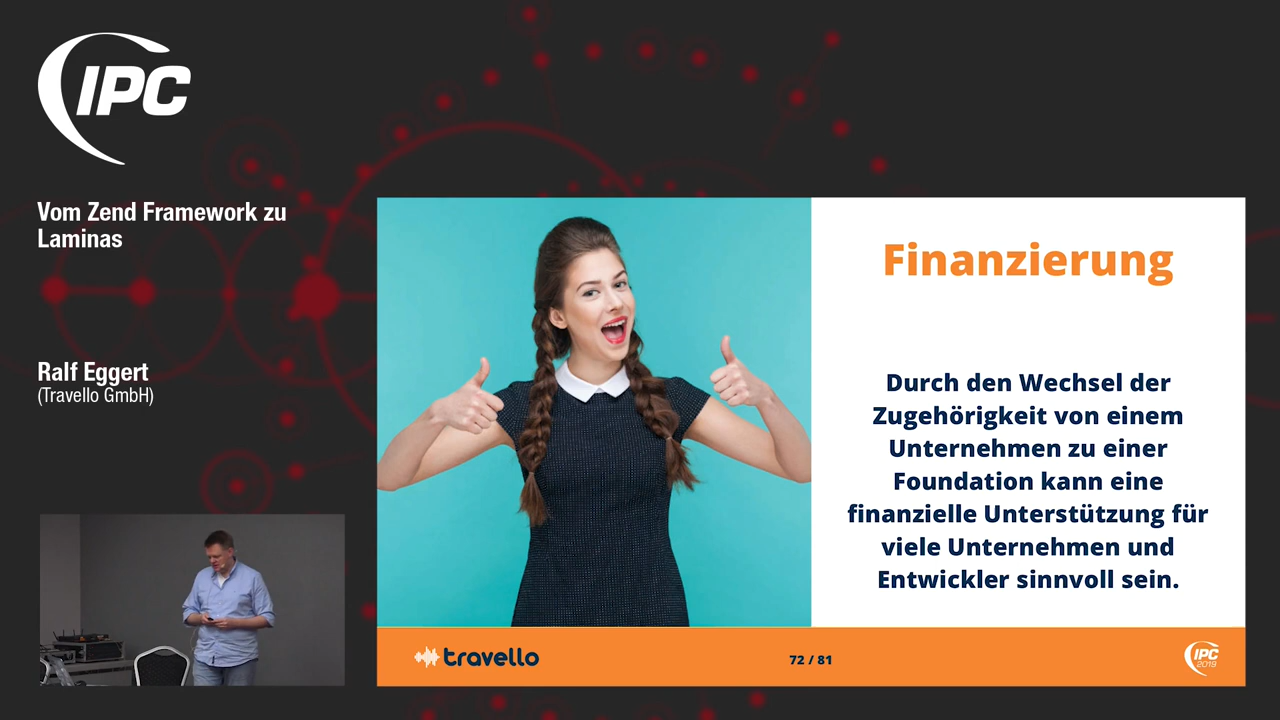 IPC
Vom Zend Framework zu
Laminas
Ralf Eggert
(Travello GmbH)
Finanzierung
Durch den Wechsel der
Zugehörigkeit von einem
Unternehmen zu einer
Foundation kann eine
finanzielle Unterstützung für
viele Unternehmen und
Entwickler sinnvoll sein.
travello
72 / 81
IPC
2019